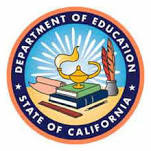 DEPARTMENT OF EDUCATION
STATE OF CALIFORNIA